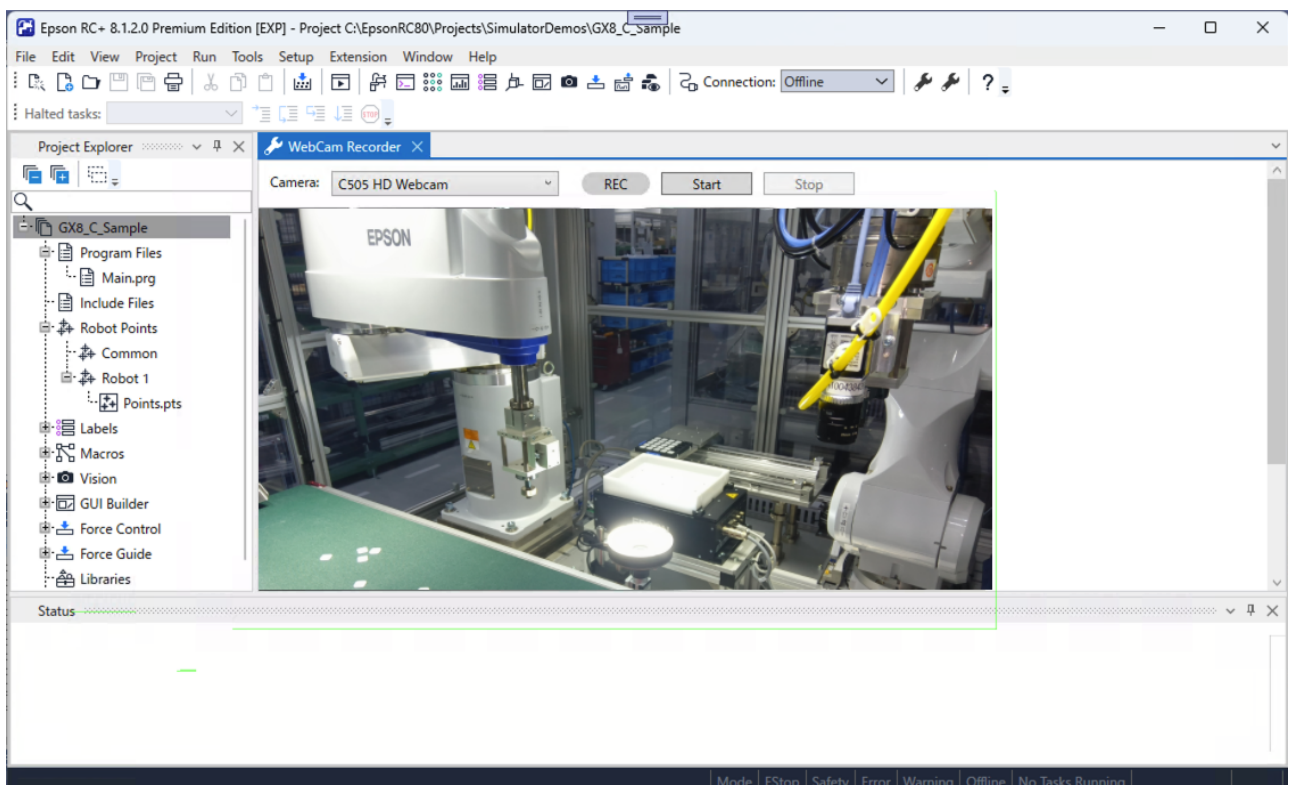 Epson RC+ 8.1.2.0 Premium Edition [EXP] - Project C:\EpsonRC80\Projects\SimulatorDemos\GX8_C_Sample
File Edit View Project Run Tools Setup Extension Window Help
Connection: Offline
Halted tasks:
STOP
Project Explorer
WebCam Recorder
Camera: C505 HD Webcam REC Start Stop
GX8_C_Sample
Program Files
Main.prg
Include Files
Robot Points
Common
Robot 1
Points.pts
Labels
Macros
Vision
GUI Builder
Force Control
Force Guide
Libraries
EPSON
Status
Mode EStop Safety Error Warning Offline No Tasks Running